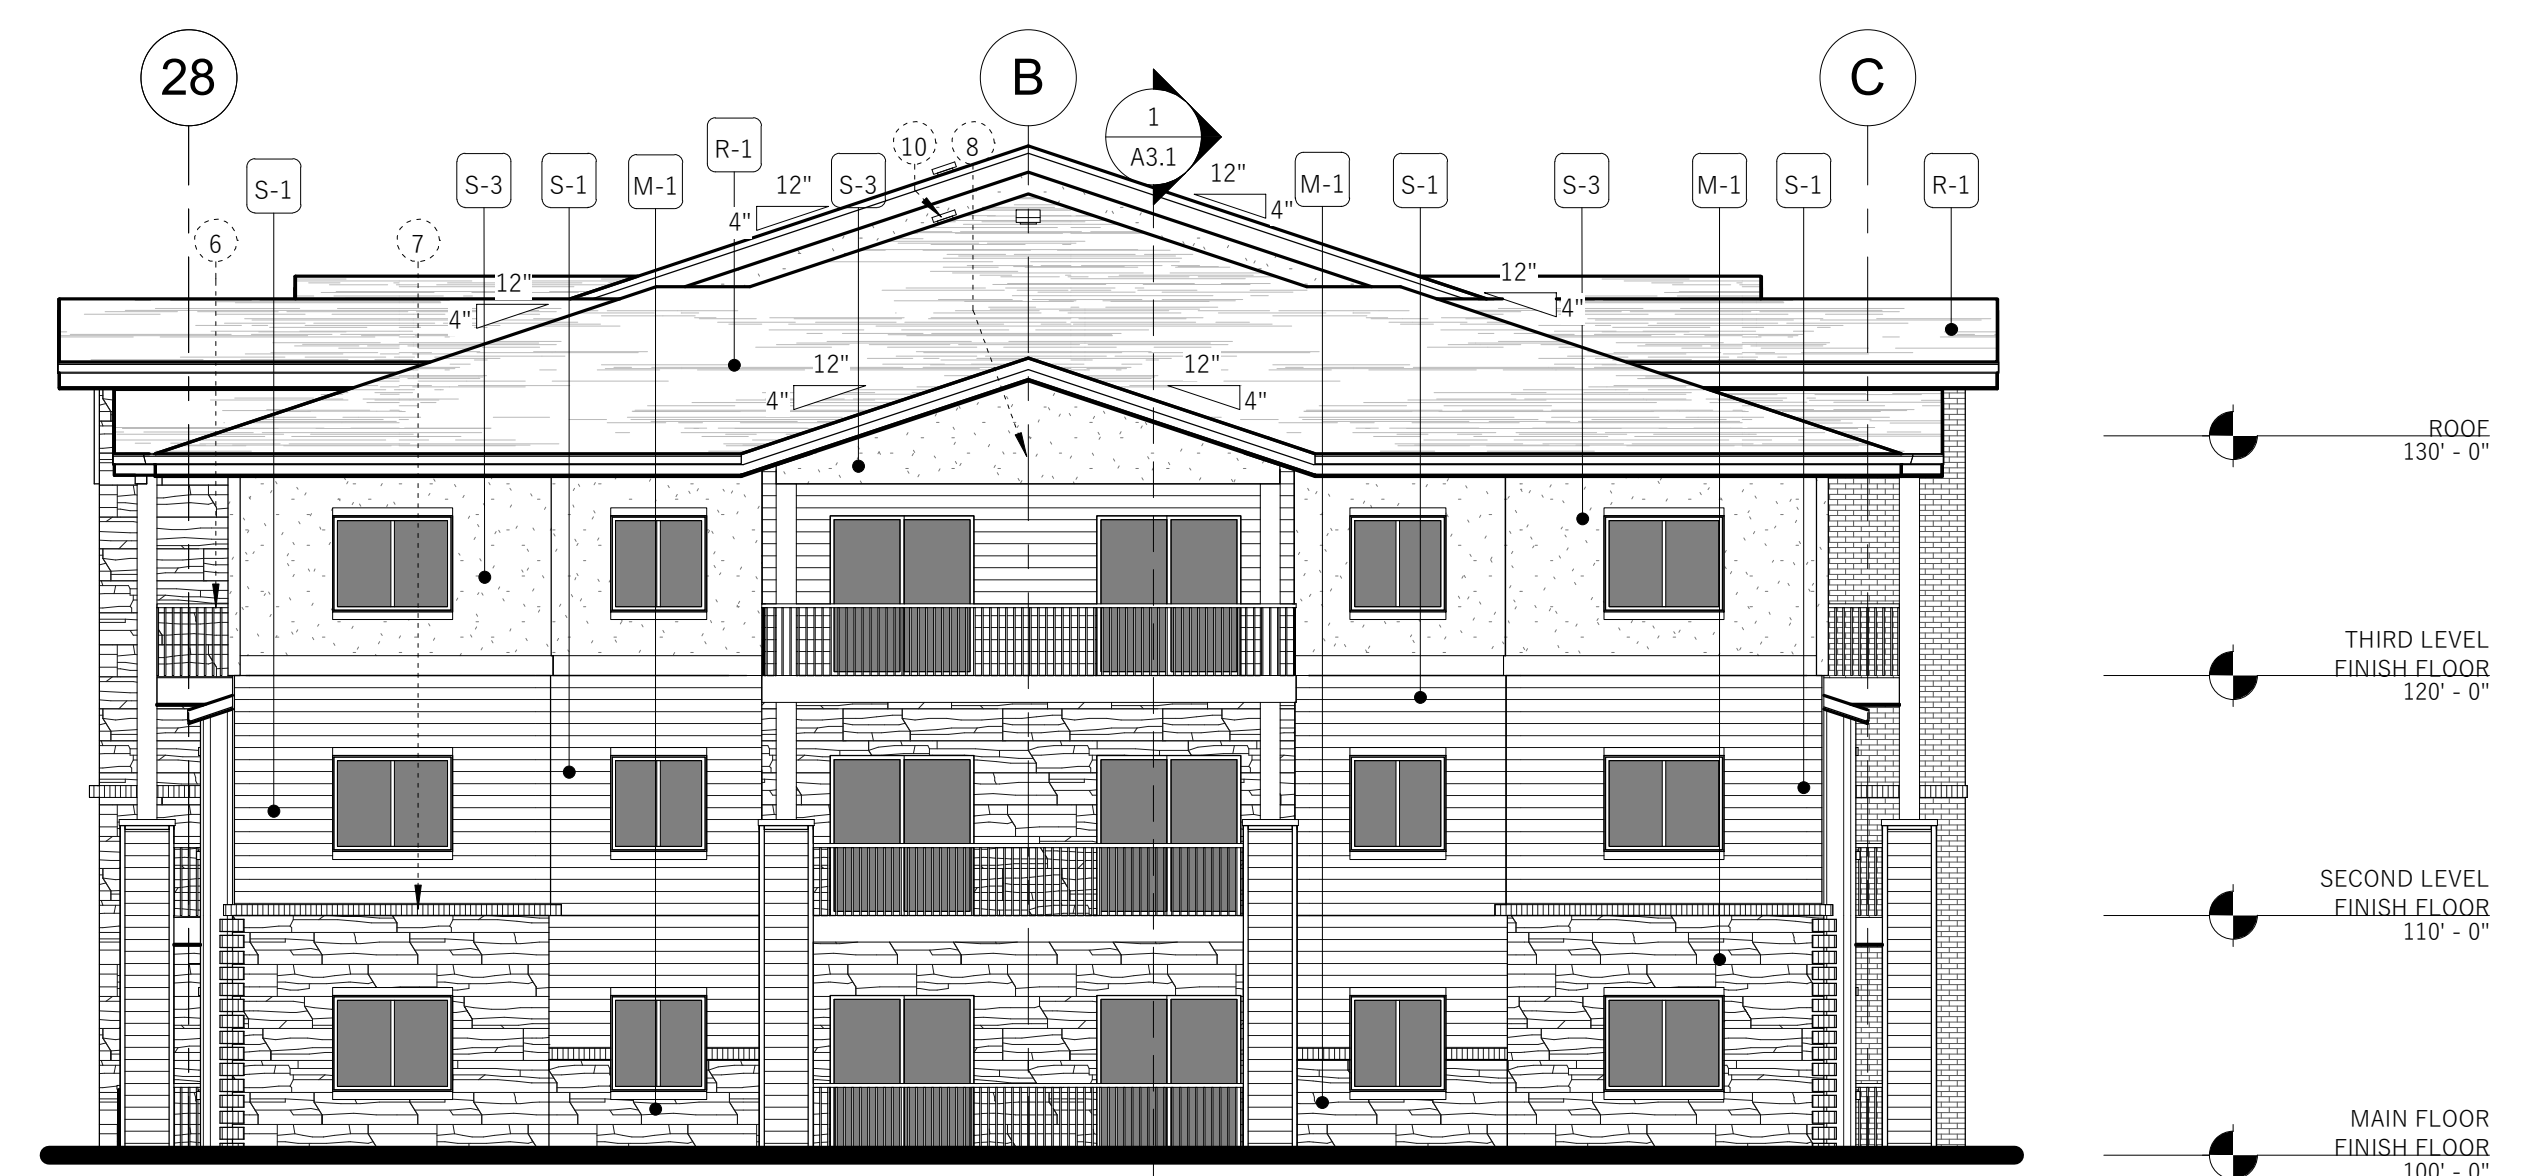 28
B
C
1
A3.1
R-1
10
8
S-1
S-3
S-1
M-1
S-3
M-1
S-1
S-3
M-1
S-1
R-1
12"
4"
12"
4"
6
7
12"
4"
12"
4"
12"
4"
12"
4"
ROOF
130' - 0"
THIRD LEVEL
FINISH FLOOR
120' - 0"
SECOND LEVEL
FINISH FLOOR
110' - 0"
MAIN FLOOR
FINISH FLOOR
100' - 0"